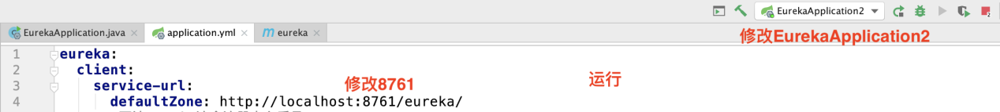 EurekaApplication2
EurekaApplication.java
application.yml
eureka
修改EurekaApplication2
1 eureka:
2 client:
3 service-url:
修改8761
运行
4 defaultZone: http://localhost:8761/eureka/